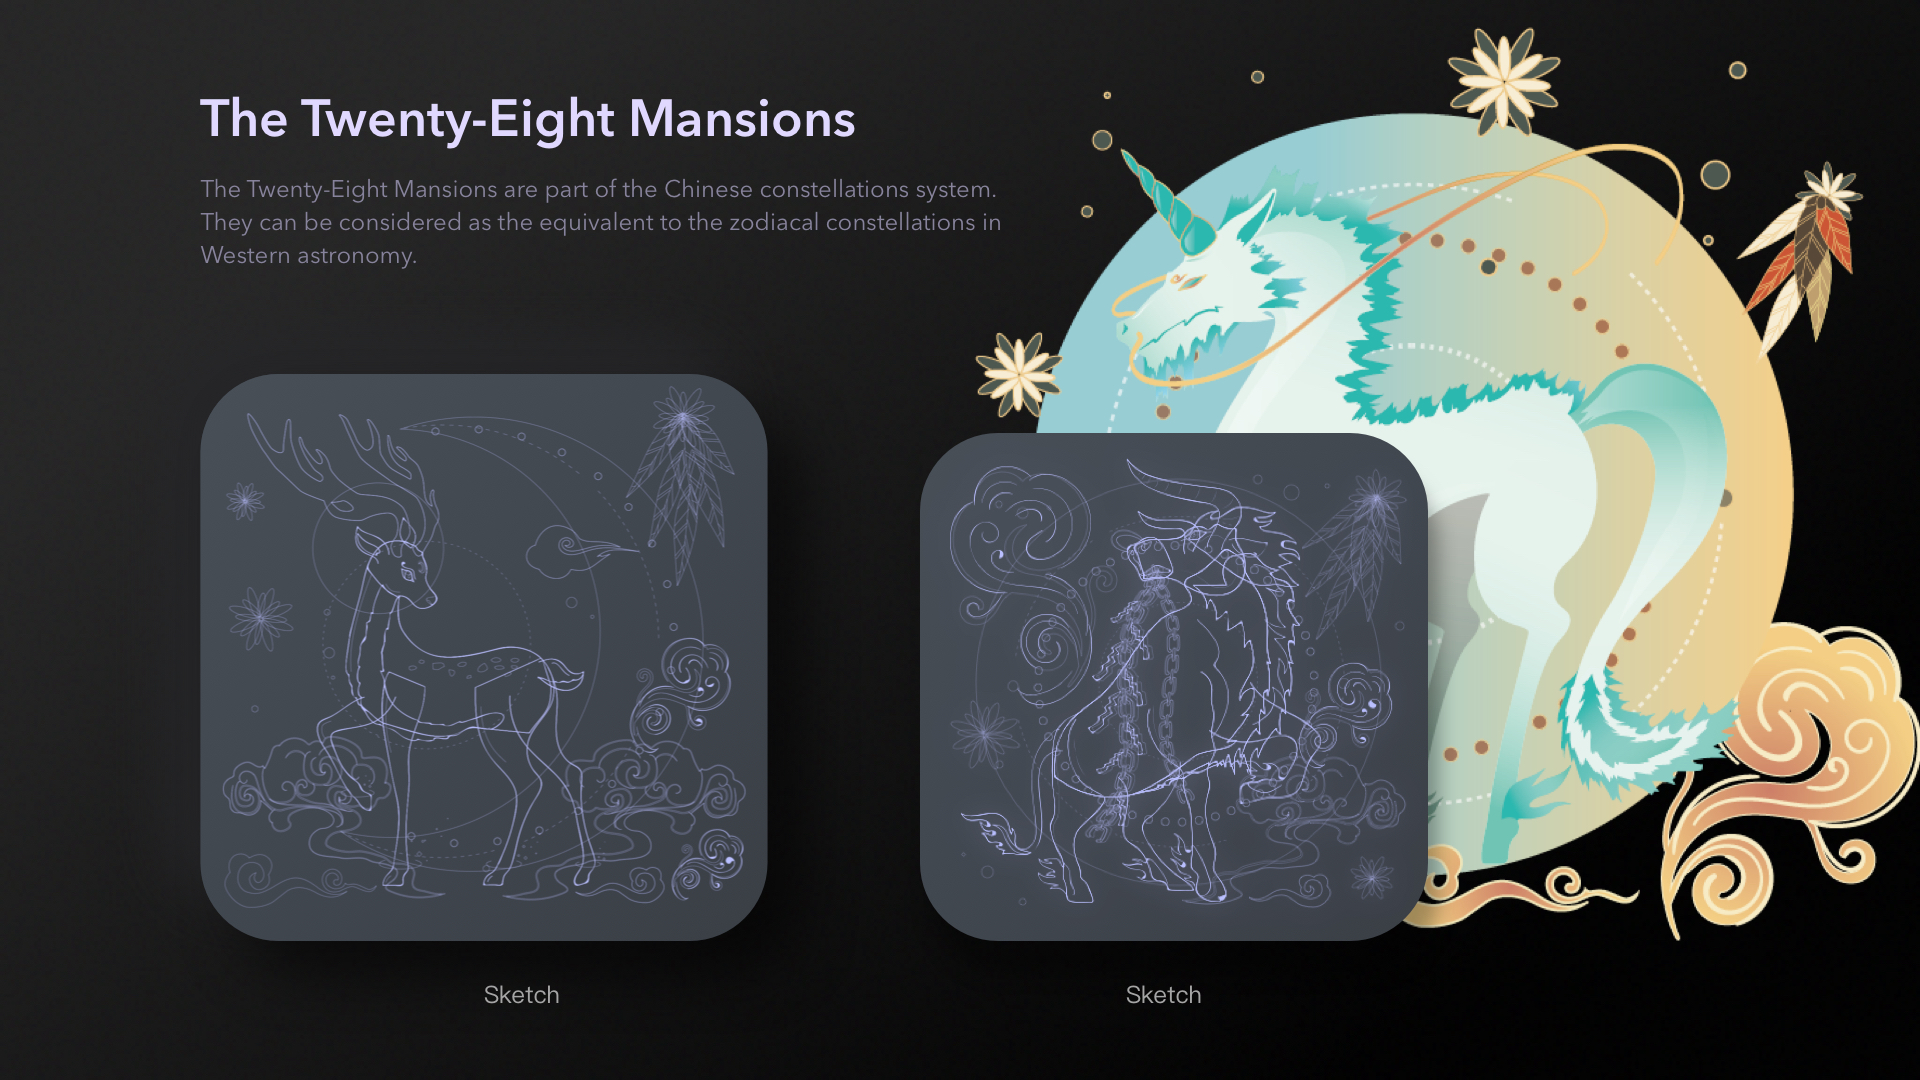 The Twenty-Eight Mansions
The Twenty-Eight Mansions are part of the Chinese constellations system.
They can be considered as the equivalent to the zodiacal constellations in
Western astronomy.
Sketch
Sketch